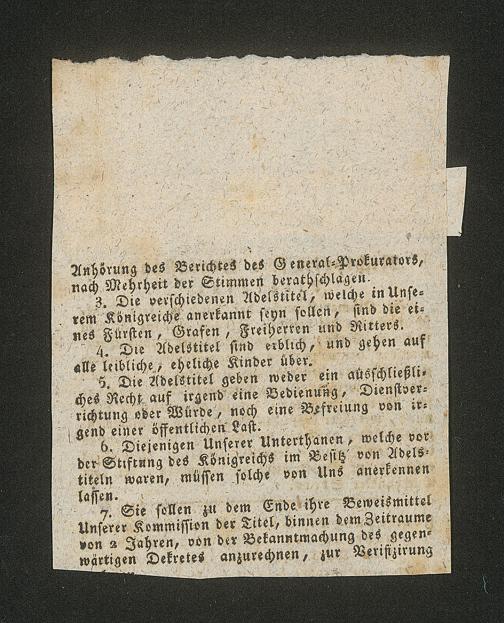 Anhörung des Berichtes des General-Prokurators,
nach Mehrheit der Stimmen berathschlagen.
3. Die verschiedenen Adelstitel, welche in Unse-
rem Königreiche anerkannt seyn sollen, sind die ei-
nes Fürsten, Grafen, Freiherren und Ritters.
4. Die Adelstitel sind erblich, und gehen auf
alle leibliche, eheliche Kinder über.
5. Die Adelstitel geben weder ein ausschließli-
ches Recht auf irgend eine Bedienung, Dienstver-
richtung oder Würde, noch eine Befreiung von ir-
gend einer öffentlichen Last.
6. Diejenigen Unserer Unterthanen, welche vor
der Stiftung des Königreichs im Besitz von Adels-
titeln waren, müssen solche von Uns anerkennen
lassen.
7. Sie sollen zu dem Ende ihre Beweismittel
Unserer Kommission der Titel, binnen dem Zeitraume
von 2 Jahren, von der Bekanntmachung des gegen-
wärtigen Dekretes anzurechnen, zur Verifizirung